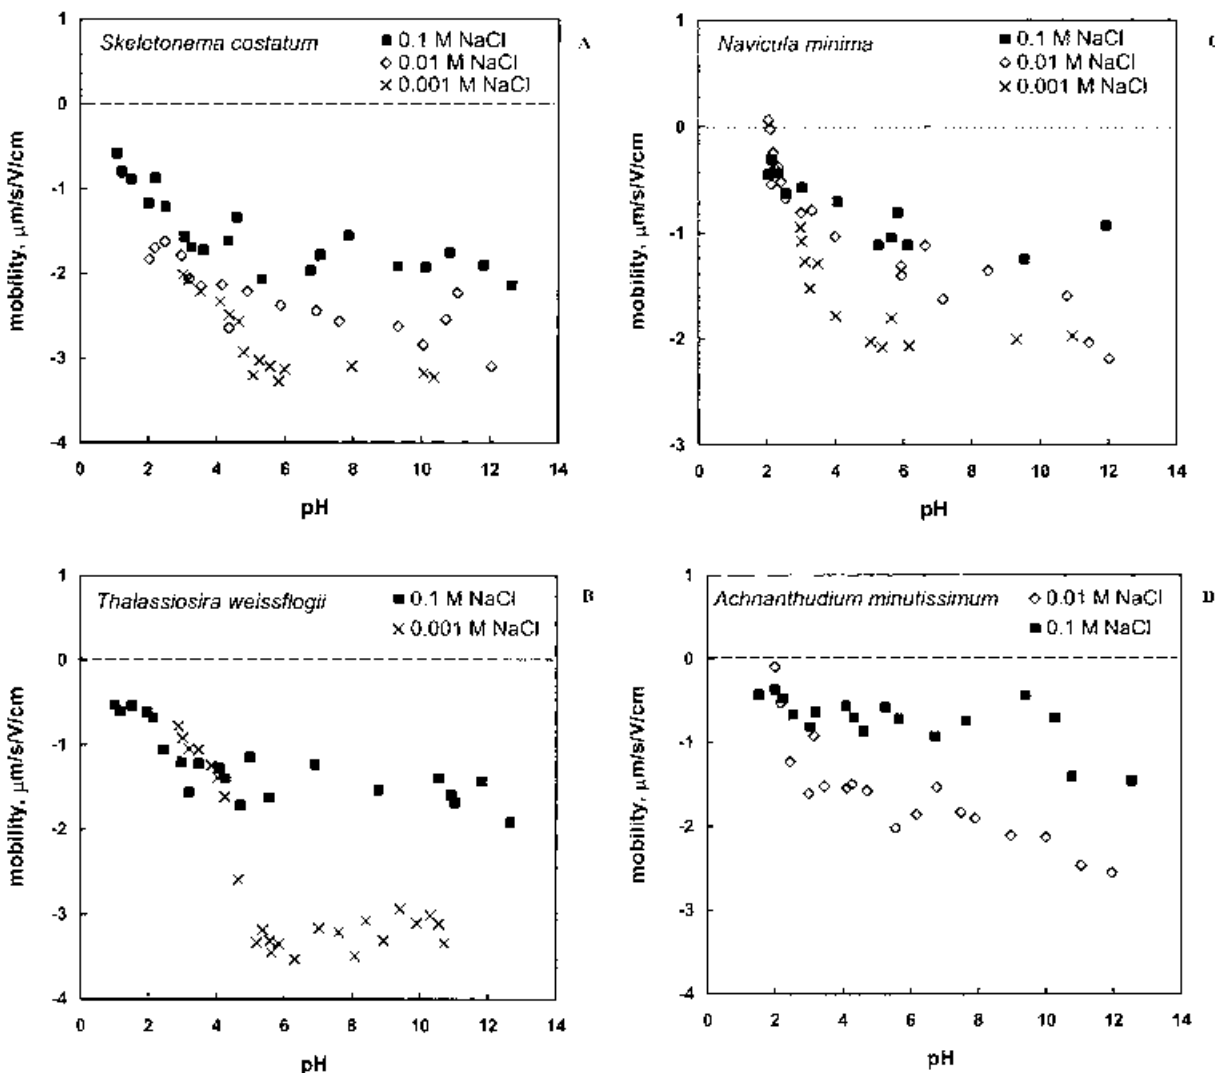 Skeletonema costatum
■ 0.1 M NaCl
◇ 0.01 M NaCl
× 0.001 M NaCl
A
mobility, μm/s/V/cm
1
0
-1
-2
-3
-4
0 2 4 6 8 10 12 14
pH
Navicula minima
■ 0.1 M NaCl
◇ 0.01 M NaCl
× 0.001 M NaCl
mobility, μm/s/V/cm
1
0
-1
-2
-3
0 2 4 6 8 10 12 14
pH
Thalassiosira weissflogii
■ 0.1 M NaCl
× 0.001 M NaCl
B
mobility, μm/s/V/cm
1
0
-1
-2
-3
-4
0 2 4 6 8 10 12 14
pH
Achnanthudium minutissimum
◇ 0.01 M NaCl
■ 0.1 M NaCl
D
mobility, μm/s/V/cm
1
0
-1
-2
-3
-4
0 2 4 6 8 10 12 14
pH